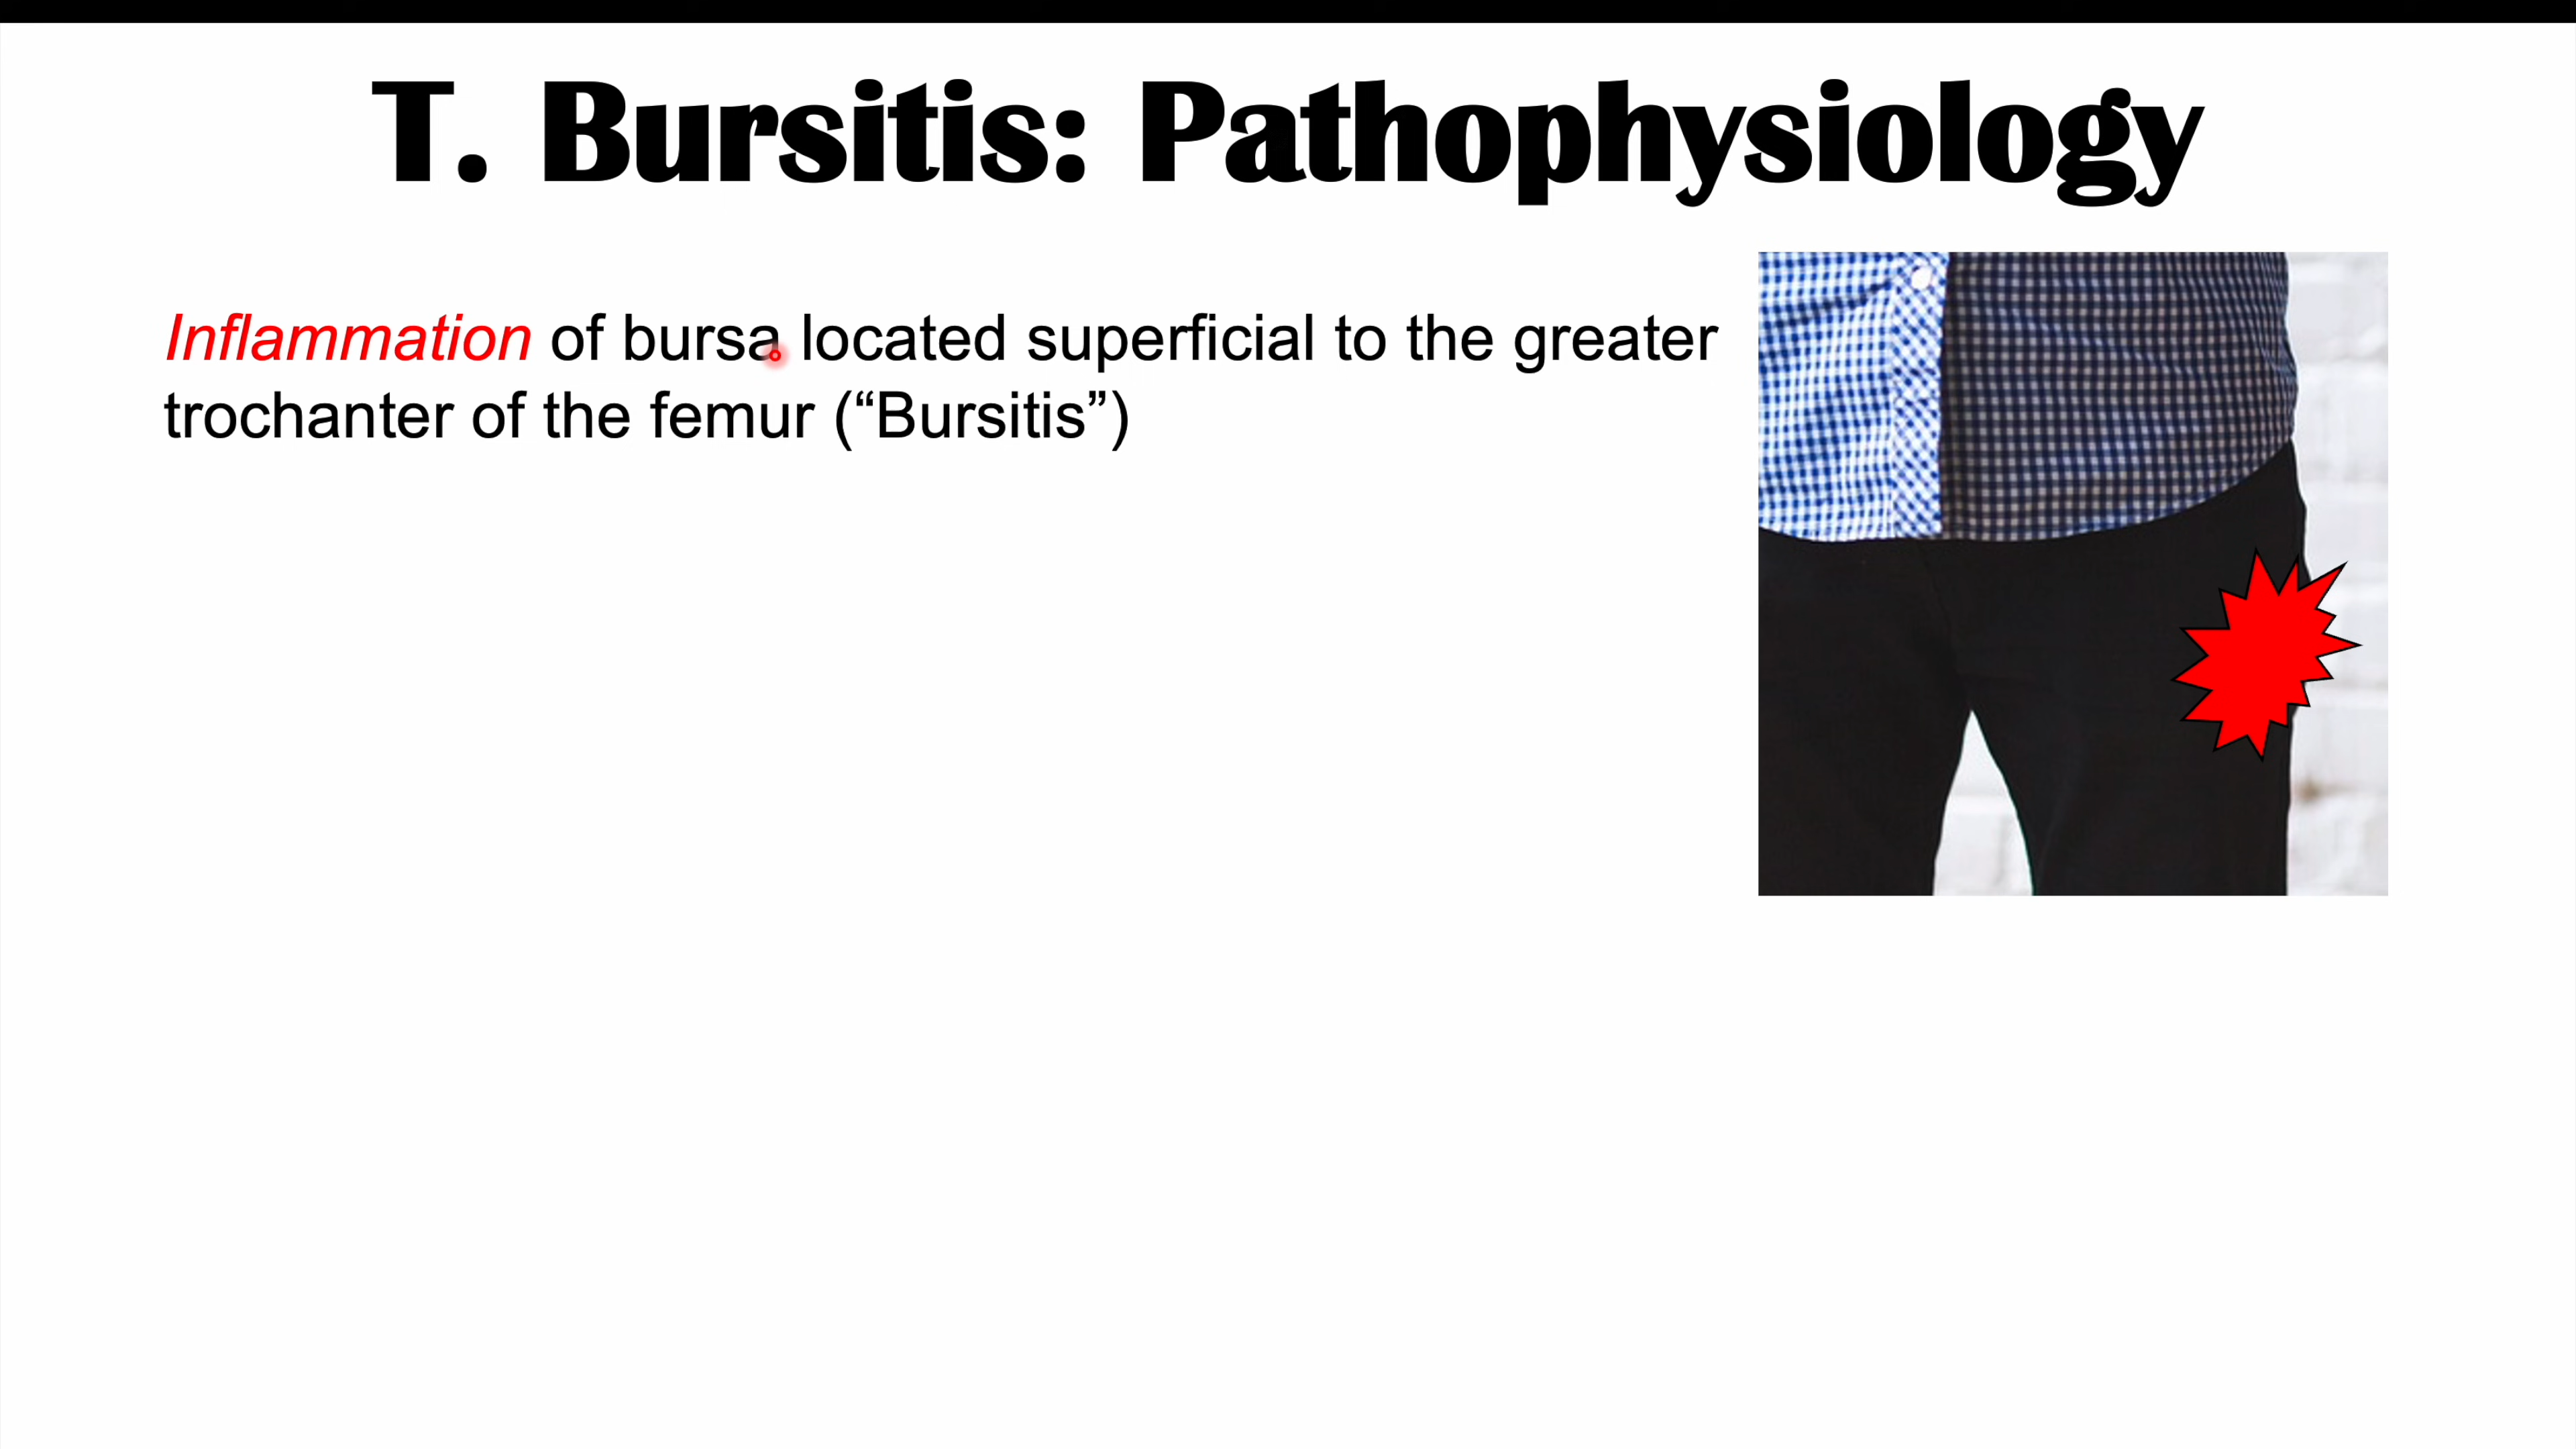 T. Bursitis: Pathophysiology
Inflammation of bursa located superficial to the greater
trochanter of the femur (“Bursitis”)